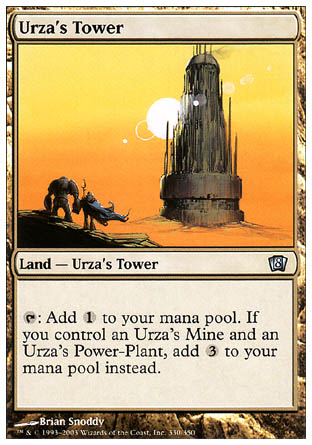 Urza's Tower
Land — Urza's Tower
8
: Add 1 to your mana pool. If
you control an Urza's Mine and an
Urza's Power-Plant, add 3 to your
mana pool instead.
Brian Snoddy
™ & © 1993–2003 Wizards of the Coast, Inc. 330/350